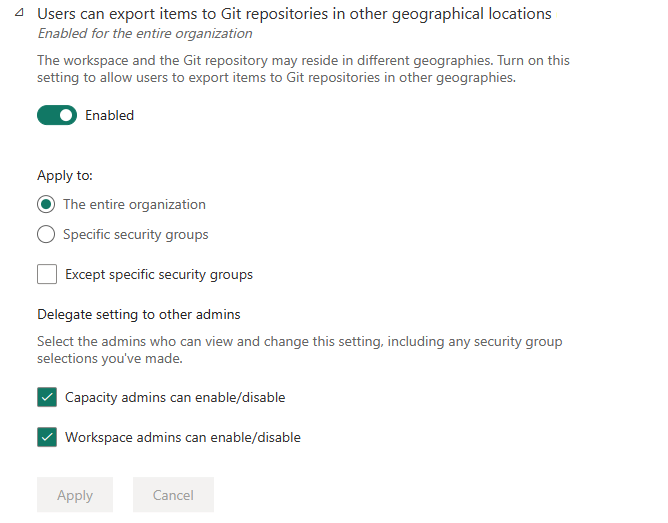 Users can export items to Git repositories in other geographical locations
Enabled for the entire organization
The workspace and the Git repository may reside in different geographies. Turn on this
setting to allow users to export items to Git repositories in other geographies.
Enabled
Apply to:
The entire organization
Specific security groups
Except specific security groups
Delegate setting to other admins
Select the admins who can view and change this setting, including any security group
selections you've made.
Capacity admins can enable/disable
Workspace admins can enable/disable
Apply
Cancel